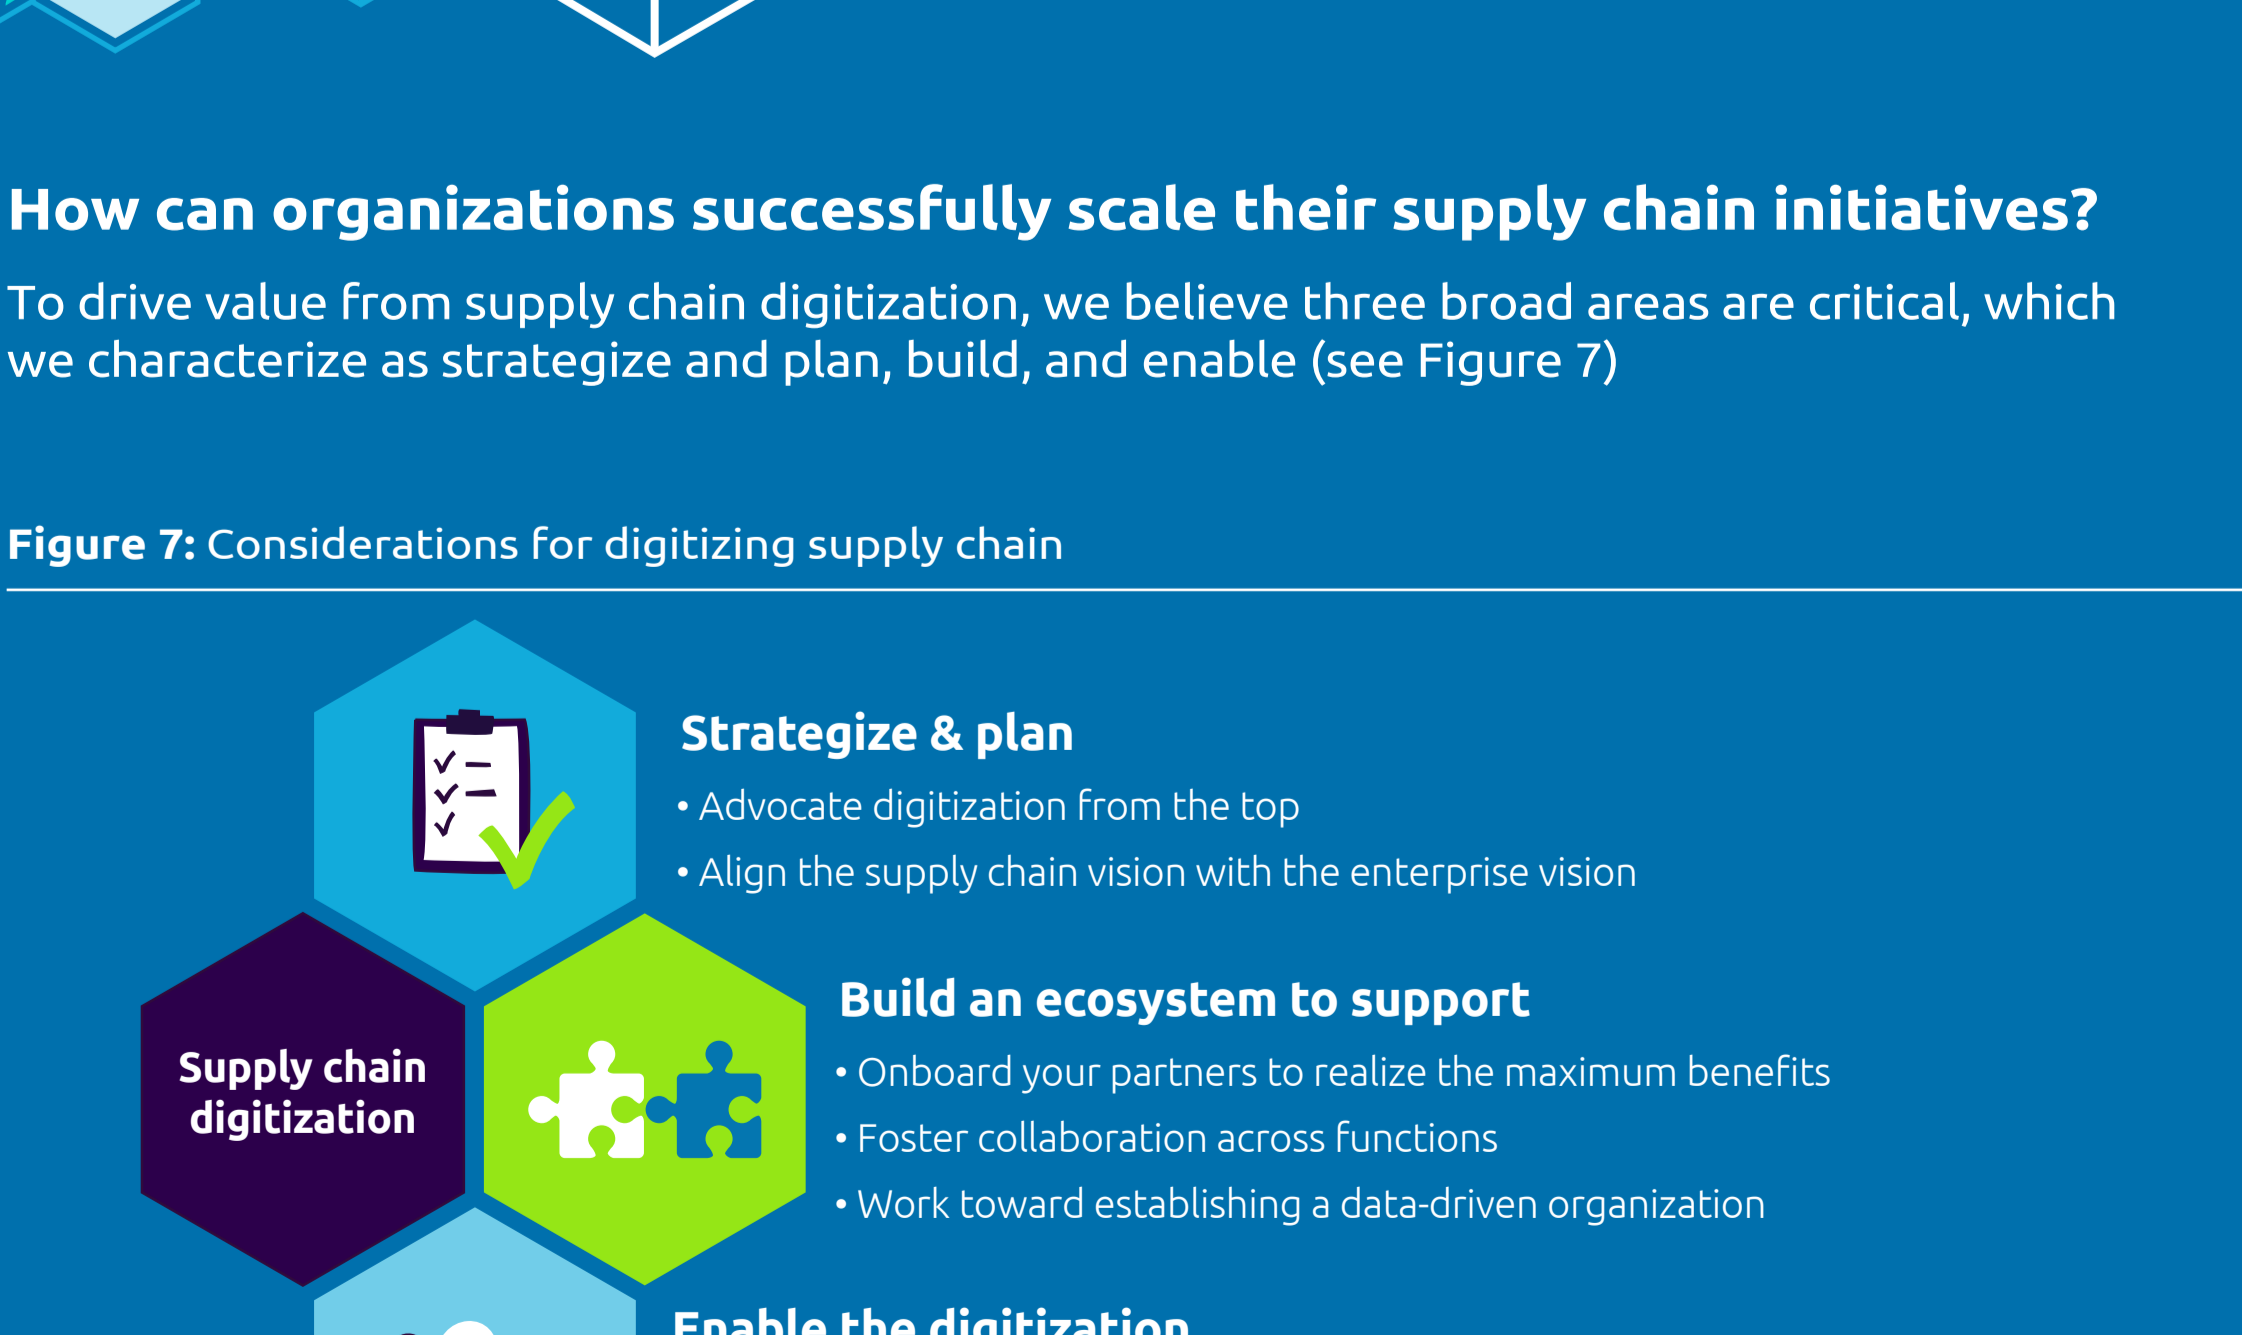 How can organizations successfully scale their supply chain initiatives?
To drive value from supply chain digitization, we believe three broad areas are critical, which
we characterize as strategize and plan, build, and enable (see Figure 7)
Figure 7: Considerations for digitizing supply chain
Strategize & plan
• Advocate digitization from the top
• Align the supply chain vision with the enterprise vision
Supply chain
digitization
Build an ecosystem to support
• Onboard your partners to realize the maximum benefits
• Foster collaboration across functions
• Work toward establishing a data-driven organization
Enable the digitization